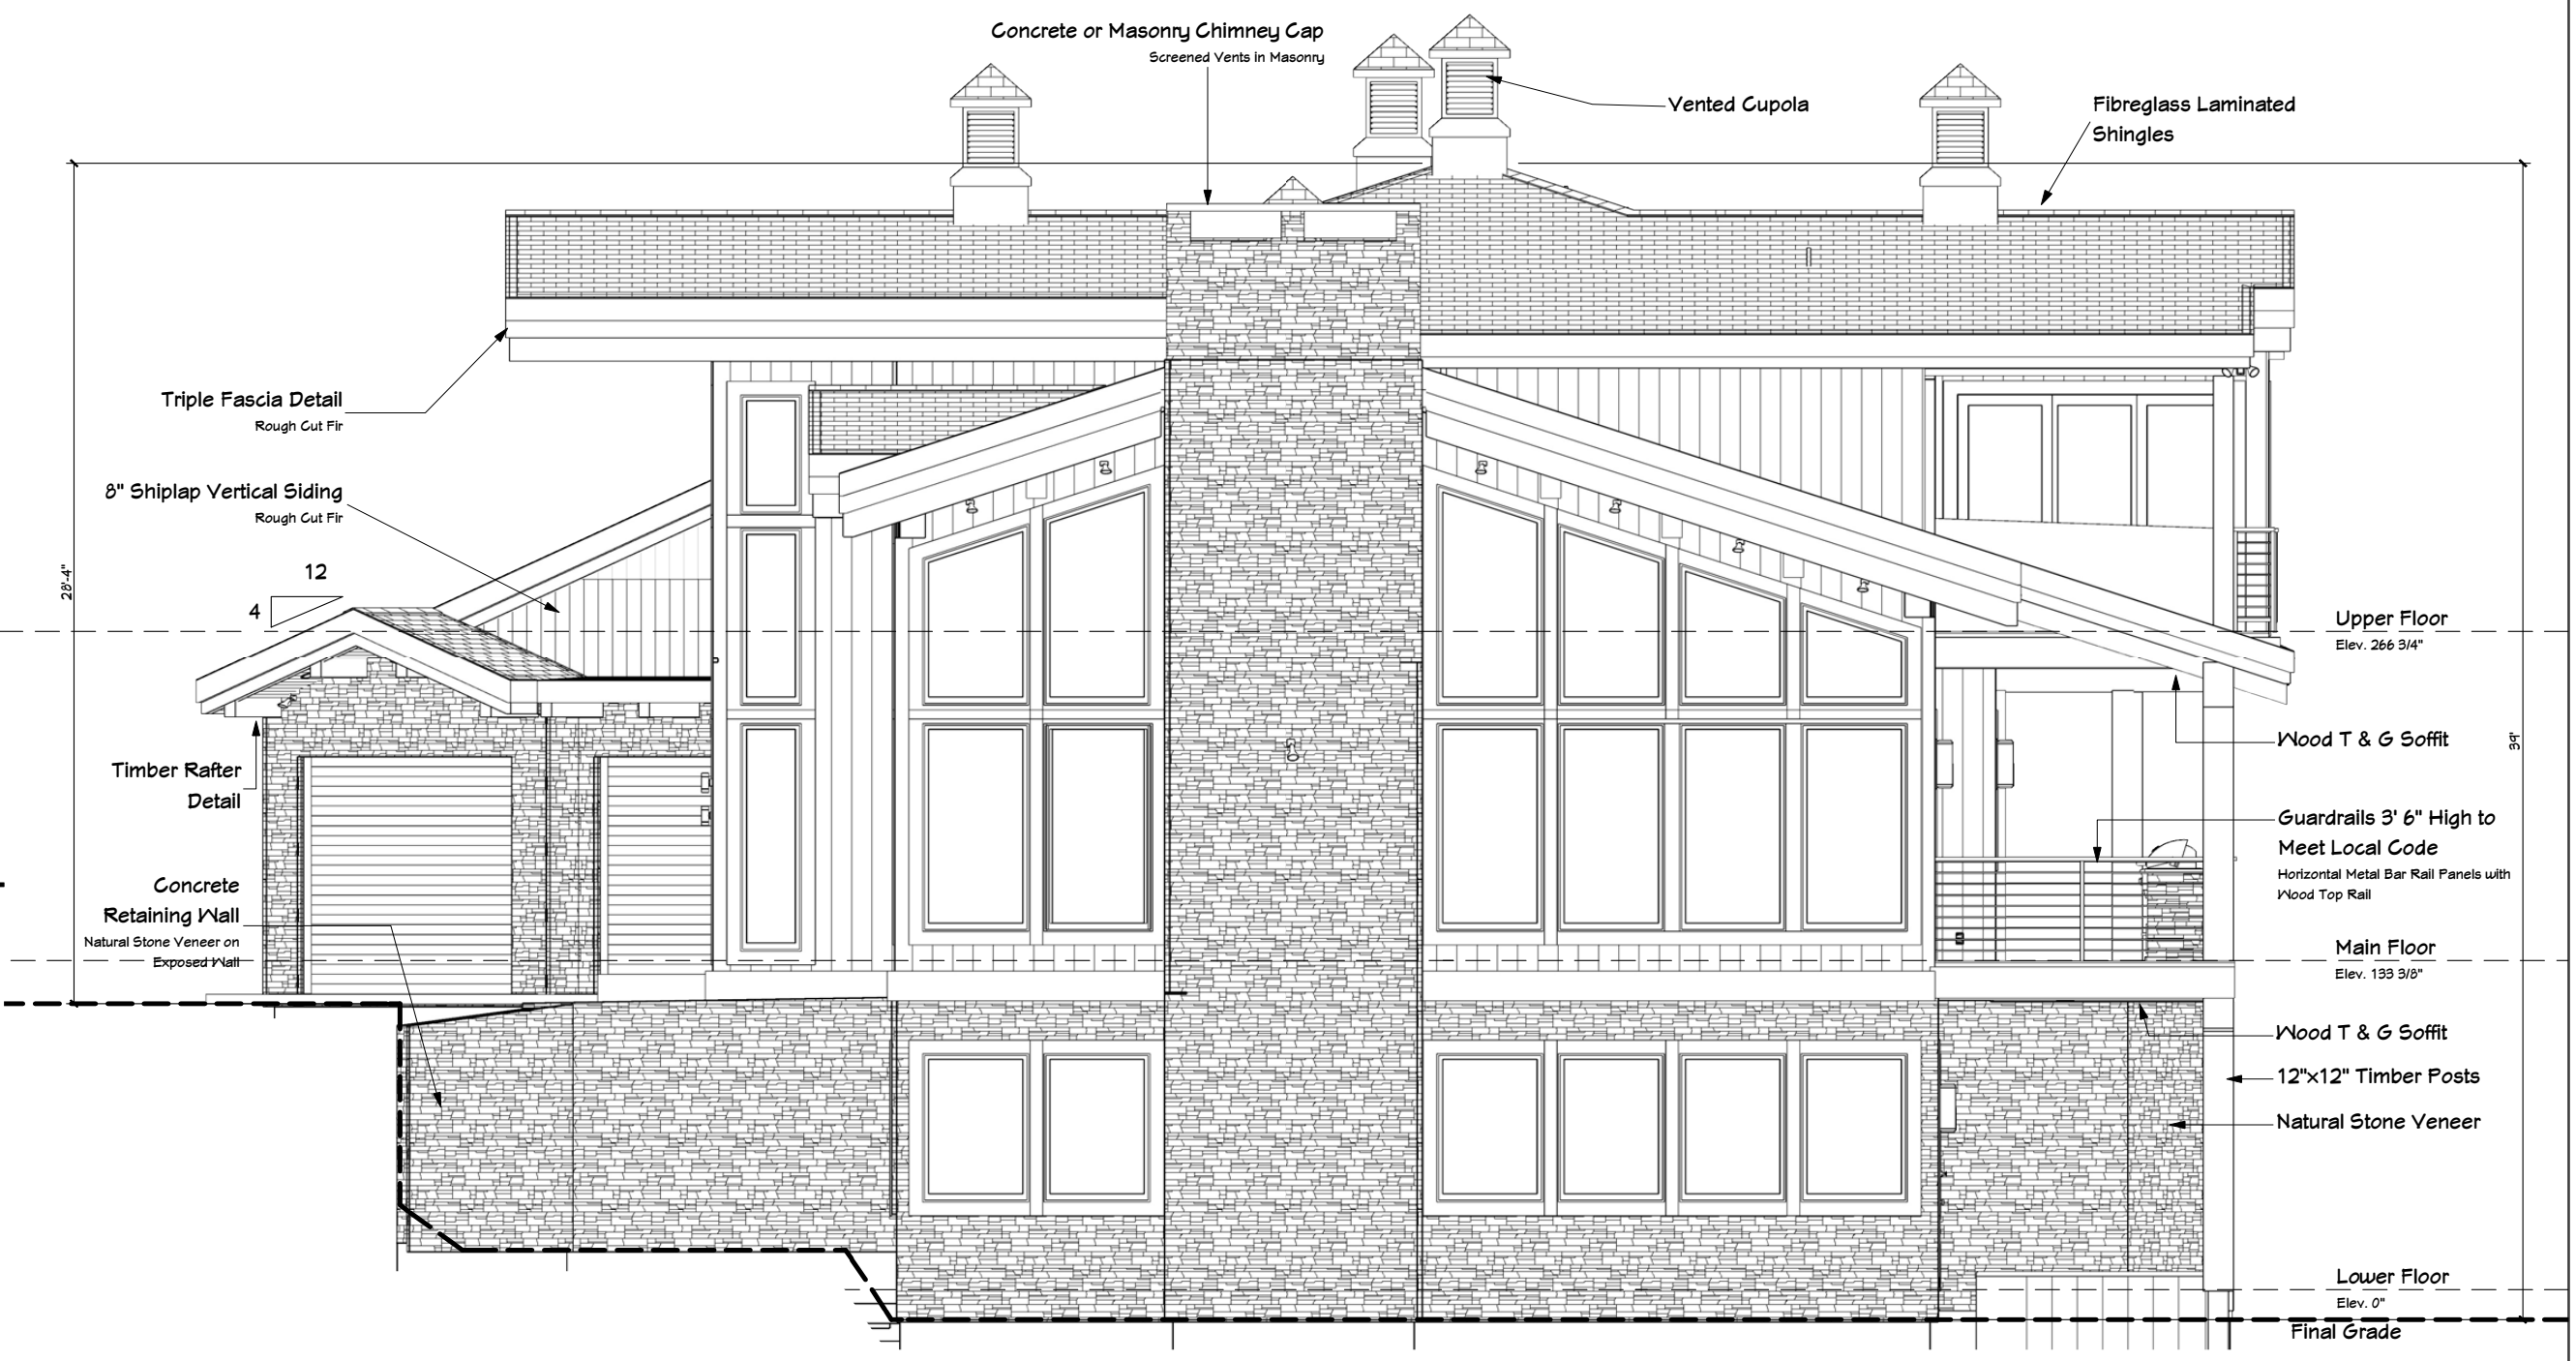 Concrete or Masonry Chimney Cap
Screened Vents in Masonry
Vented Cupola
Fibreglass Laminated
Shingles
Triple Fascia Detail
Rough Cut Fir
8" Shiplap Vertical Siding
Rough Cut Fir
28'-4"
12
4
Upper Floor
Elev. 266 3/4"
Wood T & G Soffit
39'
Timber Rafter
Detail
Guardrails 3' 6" High to
Meet Local Code
Horizontal Metal Bar Rail Panels with
Wood Top Rail
Concrete
Retaining Wall
Natural Stone Veneer on
Exposed Wall
Main Floor
Elev. 133 3/8"
Wood T & G Soffit
12"x12" Timber Posts
Natural Stone Veneer
Lower Floor
Elev. 0"
Final Grade